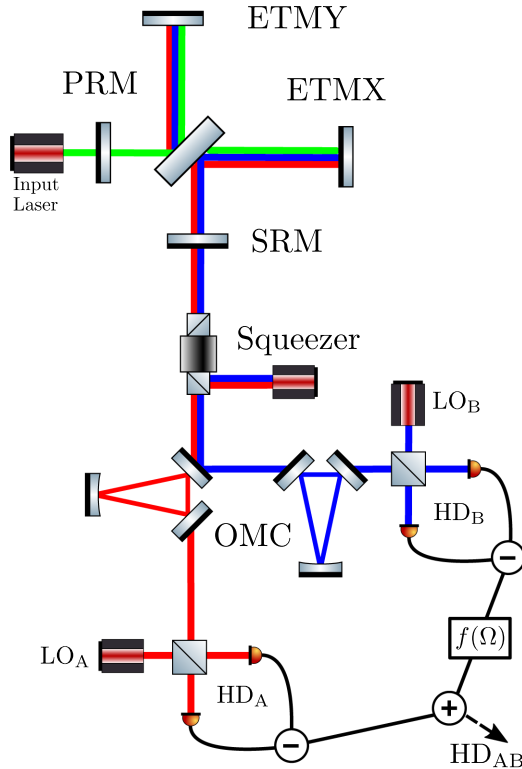 ETMY
PRM
ETMX
Input
Laser
SRM
Squeezer
LO_B
HD_B
OMC
f(Ω)
LO_A
HD_A
HD_AB